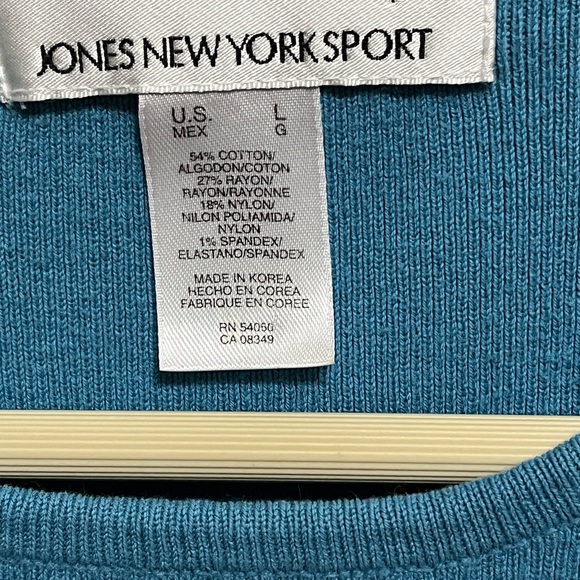 JONES NEW YORK SPORT
U.S. L
MEX G
54% COTTON/
ALGODON/COTON
27% RAYON/
RAYON/RAYONNE
18% NYLON/
NILON POLIAMIDA/
NYLON
1% SPANDEX/
ELASTANO/SPANDEX
MADE IN KOREA
HECHO EN COREA
FABRIQUE EN COREE
RN 54050
CA 08349